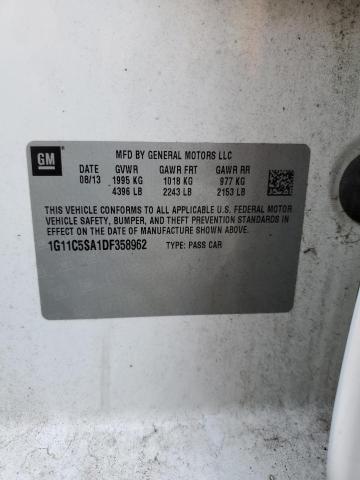 GM
MFD BY GENERAL MOTORS LLC
DATE GVWR GAWR FRT GAWR RR
08/13 1995 KG 1018 KG 977 KG
4396 LB 2243 LB 2153 LB
THIS VEHICLE CONFORMS TO ALL APPLICABLE U.S. FEDERAL MOTOR
VEHICLE SAFETY, BUMPER, AND THEFT PREVENTION STANDARDS IN
EFFECT ON THE DATE OF MANUFACTURE SHOWN ABOVE.
1G11C5SA1DF358962 TYPE: PASS CAR